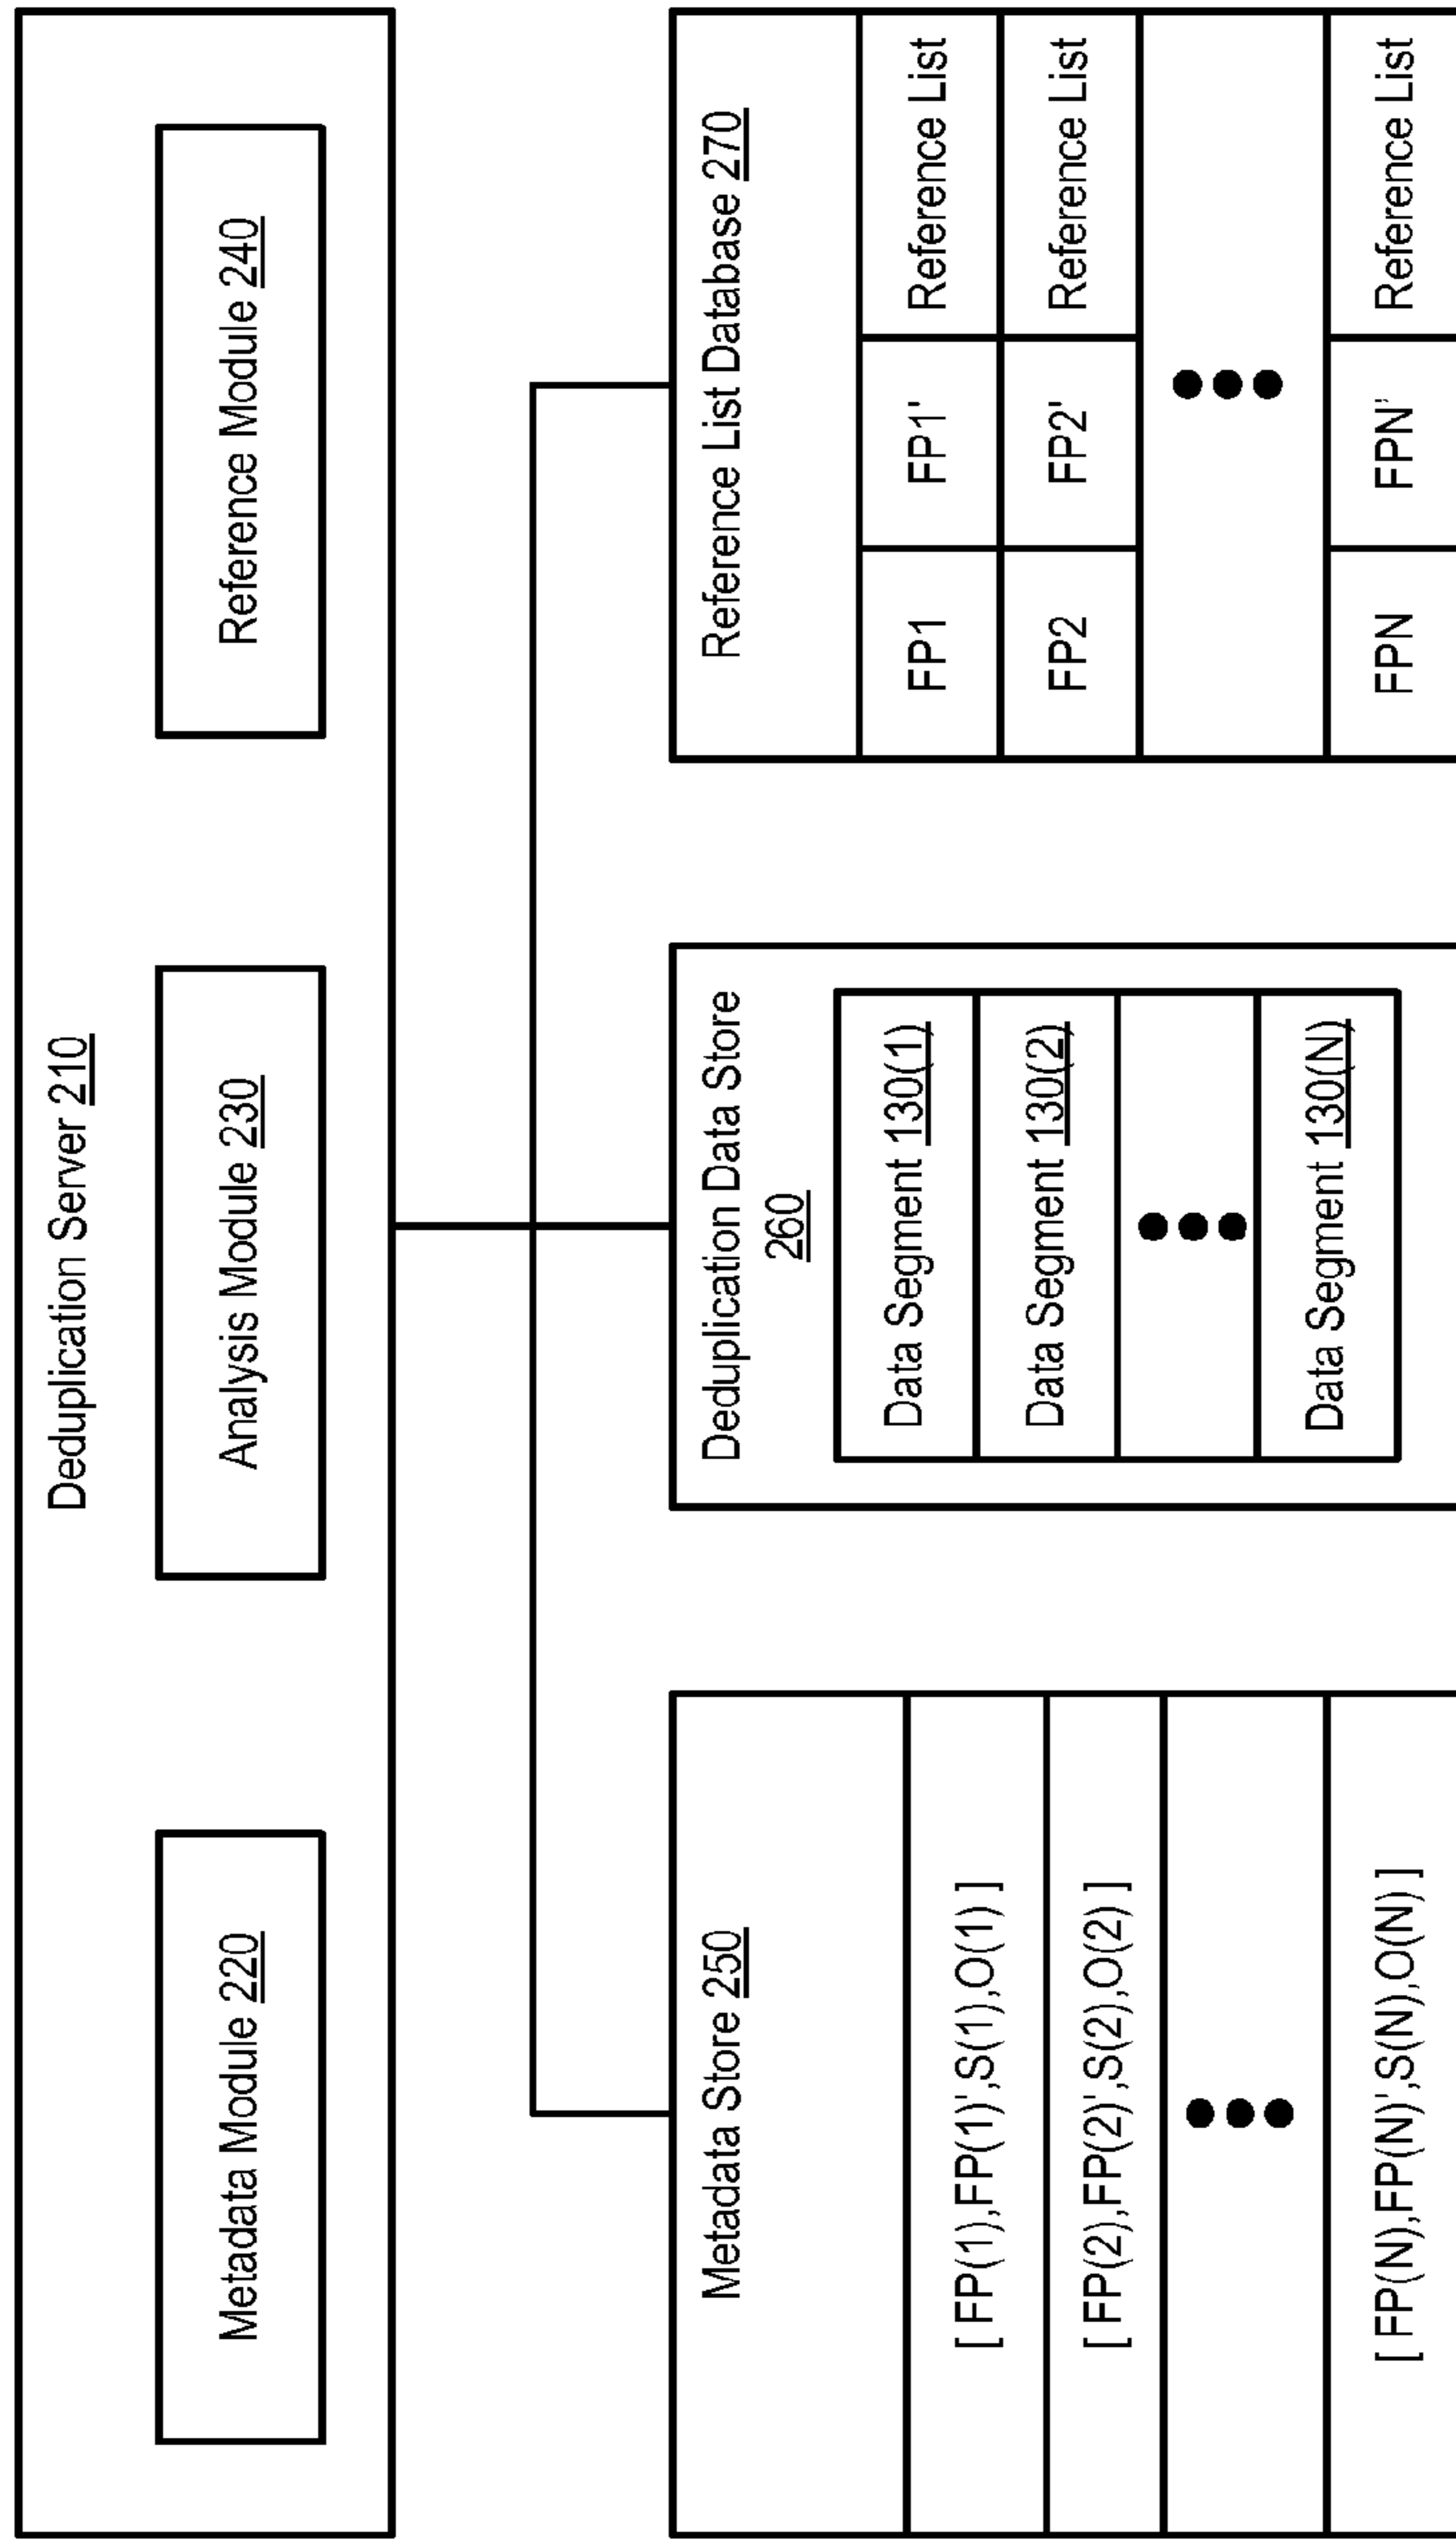 Deduplication Server 210
Metadata Module 220
Analysis Module 230
Reference Module 240
Metadata Store 250
[ FP(1),FP(1)',S(1),O(1) ]
[ FP(2),FP(2)',S(2),O(2) ]
[ FP(N),FP(N)',S(N),O(N) ]
Deduplication Data Store
260
Data Segment 130(1)
Data Segment 130(2)
Data Segment 130(N)
Reference List Database 270
FP1 FP1' Reference List
FP2 FP2' Reference List
FPN FPN' Reference List